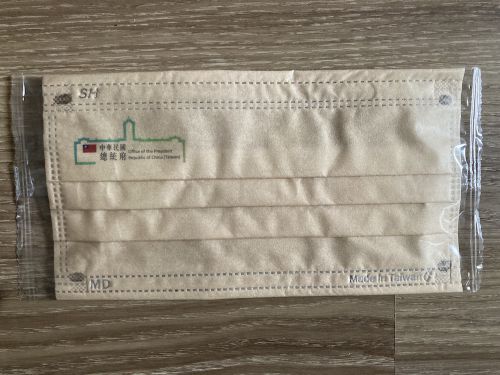 SH
中華民國
總統府
Office of the President
Republic of China (Taiwan)
MD
Made In Taiwan